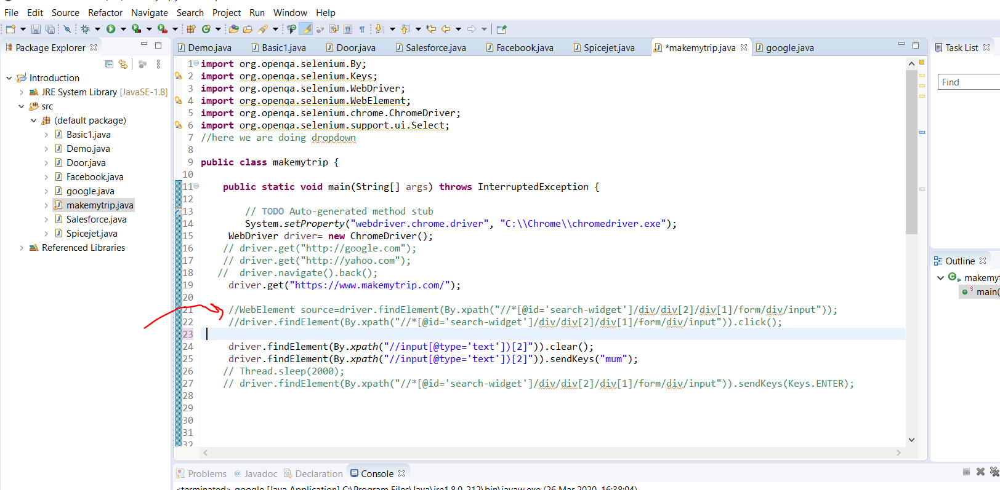 File Edit Source Refactor Navigate Search Project Run Window Help
Package Explorer
Demo.java Basic1.java Door.java Salesforce.java Facebook.java Spicejet.java *makemytrip.java google.java
Task List
Find
Introduction
JRE System Library [JavaSE-1.8]
src
(default package)
Basic1.java
Demo.java
Door.java
Facebook.java
google.java
makemytrip.java
Salesforce.java
Spicejet.java
Referenced Libraries
1 import org.openqa.selenium.By;
2 import org.openqa.selenium.Keys;
3 import org.openqa.selenium.WebDriver;
4 import org.openqa.selenium.WebElement;
5 import org.openqa.selenium.chrome.ChromeDriver;
6 import org.openqa.selenium.support.ui.Select;
7 //here we are doing dropdown
8
9 public class makemytrip {
10
11 public static void main(String[] args) throws InterruptedException {
12
13 // TODO Auto-generated method stub
14 System.setProperty("webdriver.chrome.driver", "C:\\Chrome\\chromedriver.exe");
15 WebDriver driver= new ChromeDriver();
16 // driver.get("http://google.com");
17 // driver.get("http://yahoo.com");
18 // driver.navigate().back();
19 driver.get("https://www.makemytrip.com/");
20
21 //WebElement source=driver.findElement(By.xpath("//*[@id='search-widget']/div/div[2]/div[1]/form/div/input"));
22 //driver.findElement(By.xpath("//*[@id='search-widget']/div/div[2]/div[1]/form/div/input")).click();
23
24 driver.findElement(By.xpath("//input[@type='text'])[2]")).clear();
25 driver.findElement(By.xpath("//input[@type='text'])[2]")).sendKeys("mum");
26 // Thread.sleep(2000);
27 // driver.findElement(By.xpath("//*[@id='search-widget']/div/div[2]/div[1]/form/div/input")).sendKeys(Keys.ENTER);
28
29
30
31
32
Outline
makemyt
main(
Problems @ Javadoc Declaration Console
<terminated> google [Java Application] C:\Program Files\Java\jre1.8.0_212\bin\javaw.exe (26 Mar 2020, 16:38:04)